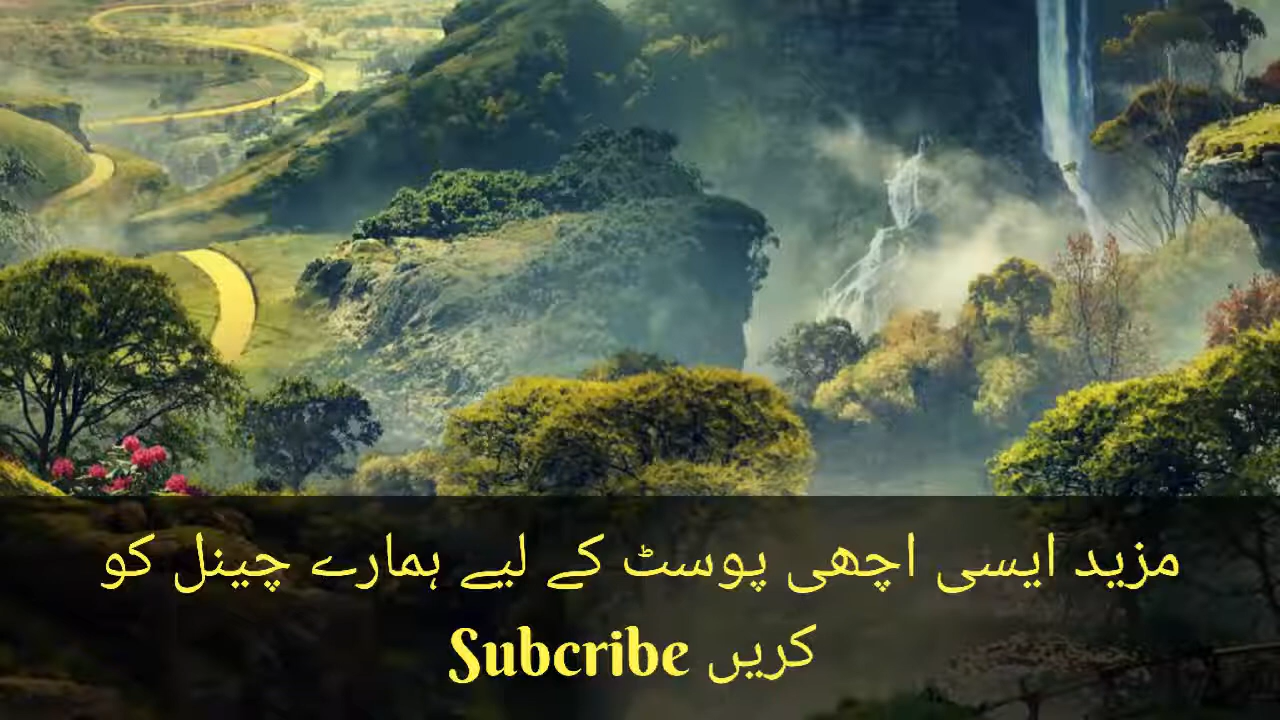 مزید ایسی اچھی پوسٹ کے لیے ہمارے چینل کو
Subcribe کریں